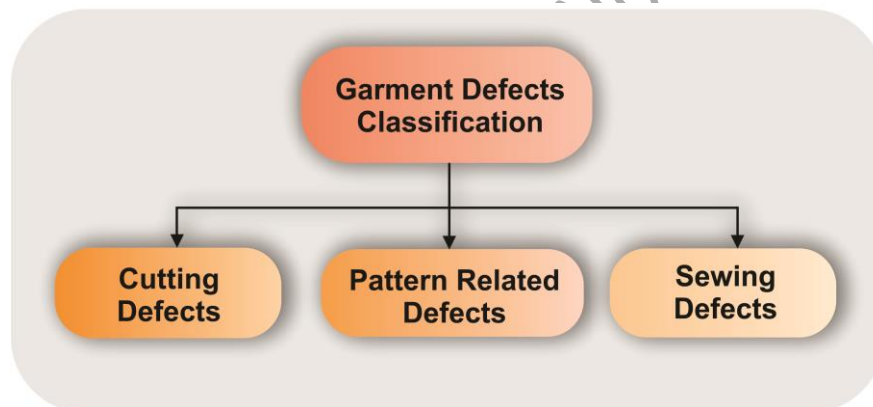 Garment Defects
Classification
Cutting
Defects
Pattern Related
Defects
Sewing
Defects